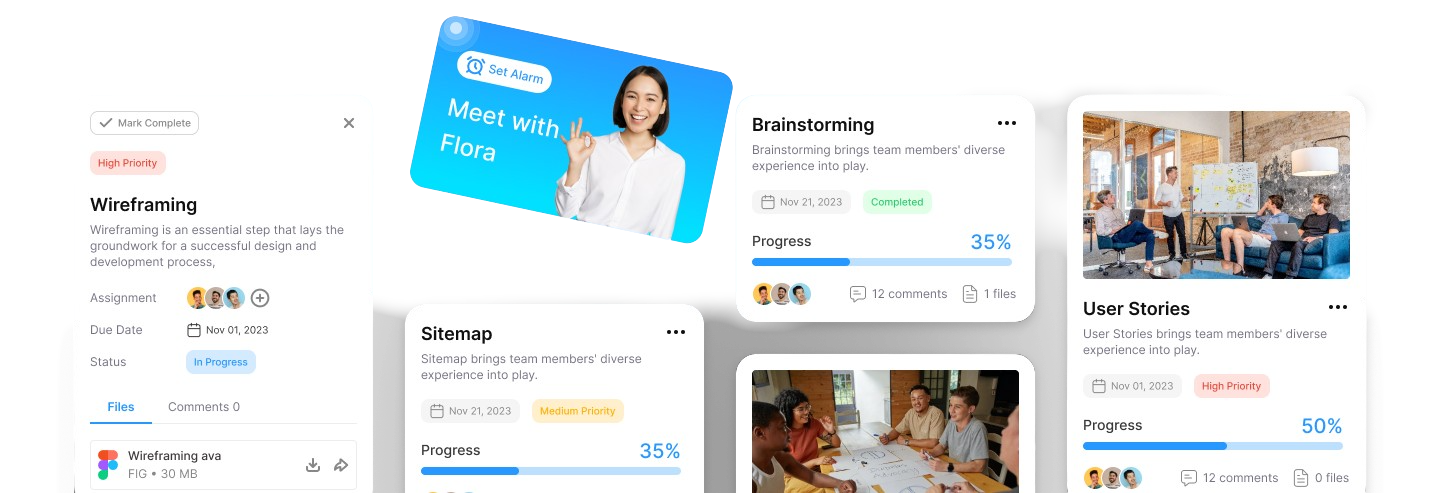 Mark Complete
High Priority
Wireframing
Wireframing is an essential step that lays the
groundwork for a successful design and
development process,
Assignment
Due Date
Nov 01, 2023
Status
In Progress
Files
Comments 0
Wireframing ava
FIG • 30 MB
Set Alarm
Meet with
Flora
Sitemap
Sitemap brings team members' diverse
experience into play.
Nov 21, 2023
Medium Priority
Progress
35%
Brainstorming
Brainstorming brings team members' diverse
experience into play.
Nov 21, 2023
Completed
Progress
35%
12 comments
1 files
User Stories
User Stories brings team members' diverse
experience into play.
Nov 01, 2023
High Priority
Progress
50%
12 comments
0 files